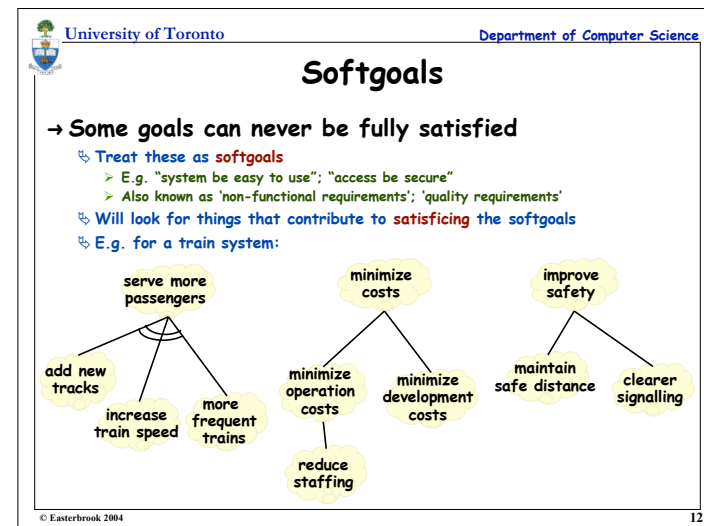 University of Toronto
Department of Computer Science
Softgoals
→ Some goals can never be fully satisfied
Treat these as softgoals
➢ E.g. “system be easy to use”; “access be secure”
➢ Also known as ‘non-functional requirements’; ‘quality requirements’
Will look for things that contribute to satisficing the softgoals
E.g. for a train system:
serve more
passengers
minimize
costs
improve
safety
add new
tracks
increase
train speed
more
frequent
trains
minimize
operation
costs
minimize
development
costs
maintain
safe distance
clearer
signalling
reduce
staffing
© Easterbrook 2004
12